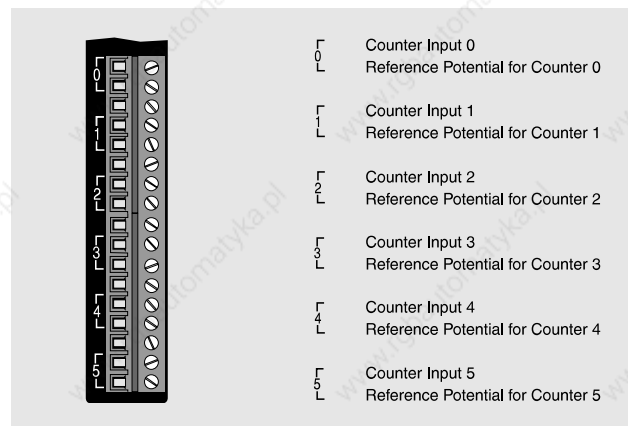 0
1
2
3
4
5
0 Counter Input 0
Reference Potential for Counter 0
1 Counter Input 1
Reference Potential for Counter 1
2 Counter Input 2
Reference Potential for Counter 2
3 Counter Input 3
Reference Potential for Counter 3
4 Counter Input 4
Reference Potential for Counter 4
5 Counter Input 5
Reference Potential for Counter 5